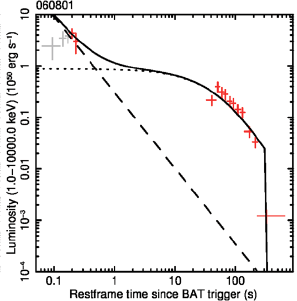 060801
Luminosity (1.0−10000.0 keV) (10⁵⁰ erg s⁻¹)
10
1
0.1
0.01
10⁻³
10⁻⁴
0.1 1 10 100
Restframe time since BAT trigger (s)